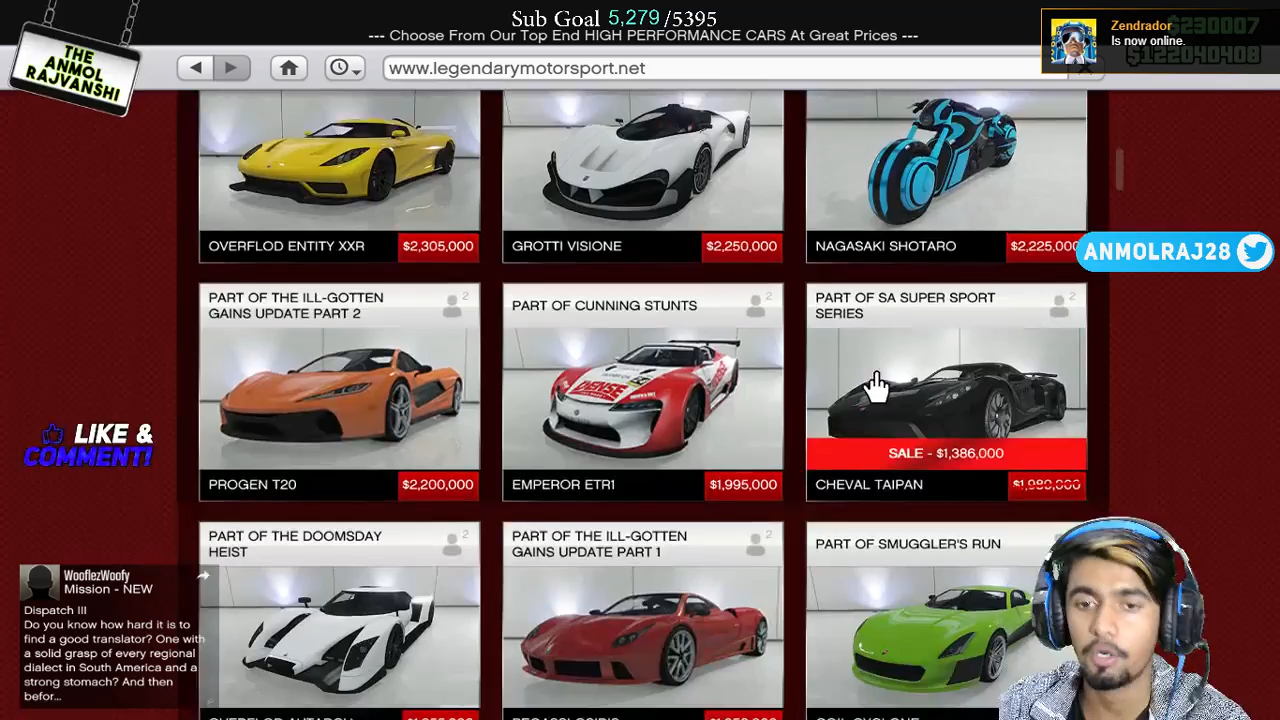 Sub Goal 5,279 /5395
--- Choose From Our Top End HIGH PERFORMANCE CARS At Great Prices ---
Zendrador
Is now online.
$230007
$122040408
THE
ANMOL
RAJVANSHI
www.legendarymotorsport.net
OVERFLOD ENTITY XXR $2,305,000
GROTTI VISIONE $2,250,000
NAGASAKI SHOTARO $2,225,000
ANMOLRAJ28
PART OF THE ILL-GOTTEN
GAINS UPDATE PART 2
2
PART OF CUNNING STUNTS
2
PART OF SA SUPER SPORT
SERIES
2
SALE - $1,386,000
PROGEN T20 $2,200,000
EMPEROR ETR1 $1,995,000
CHEVAL TAIPAN $1,980,000
LIKE &
COMMENT!
PART OF THE DOOMSDAY
HEIST
2
PART OF THE ILL-GOTTEN
GAINS UPDATE PART 1
2
PART OF SMUGGLER'S RUN
WooflezWoofy
Mission - NEW
Dispatch III
Do you know how hard it is to
find a good translator? One with
a solid grasp of every regional
dialect in South America and a
strong stomach? And then
befor...